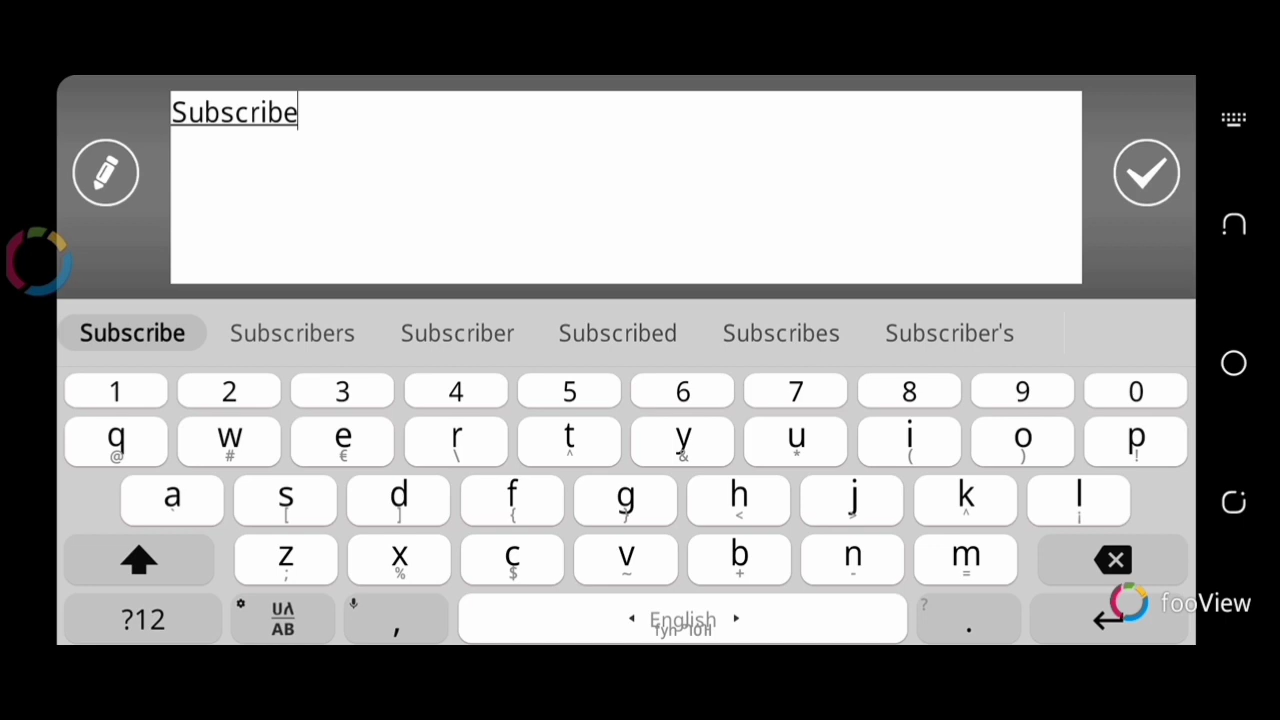 Subscribe
Subscribe Subscribers Subscriber Subscribed Subscribes Subscriber's
1 2 3 4 5 6 7 8 9 0
q w e r t y u i o p
@ # € \ ^ & * ( ) !
a s d f g h j k l
` [ ] { } < > ^ ¡
z x c v b n m
; % $ ~ + - =
fooView
?12 AB , English ? .